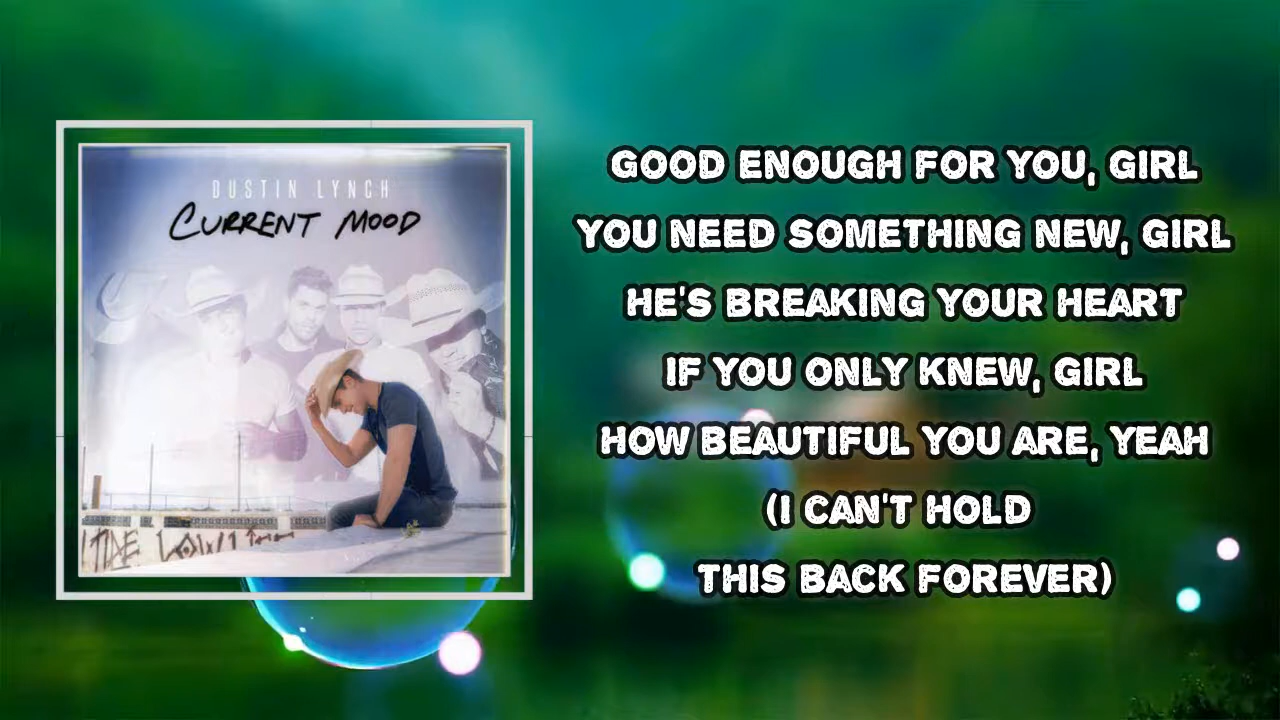 DUSTIN LYNCH
CURRENT MOOD
GOOD ENOUGH FOR YOU, GIRL
YOU NEED SOMETHING NEW, GIRL
HE'S BREAKING YOUR HEART
IF YOU ONLY KNEW, GIRL
HOW BEAUTIFUL YOU ARE, YEAH
(I CAN'T HOLD
THIS BACK FOREVER)